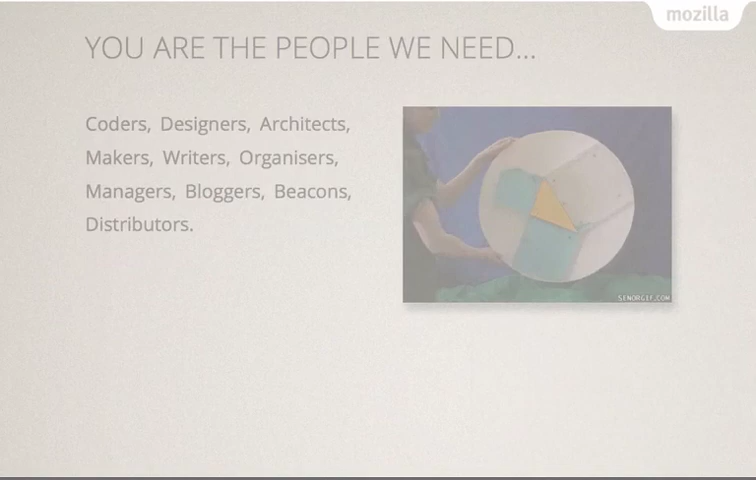 mozilla
YOU ARE THE PEOPLE WE NEED...
Coders, Designers, Architects,
Makers, Writers, Organisers,
Managers, Bloggers, Beacons,
Distributors.
SENORGIF.COM